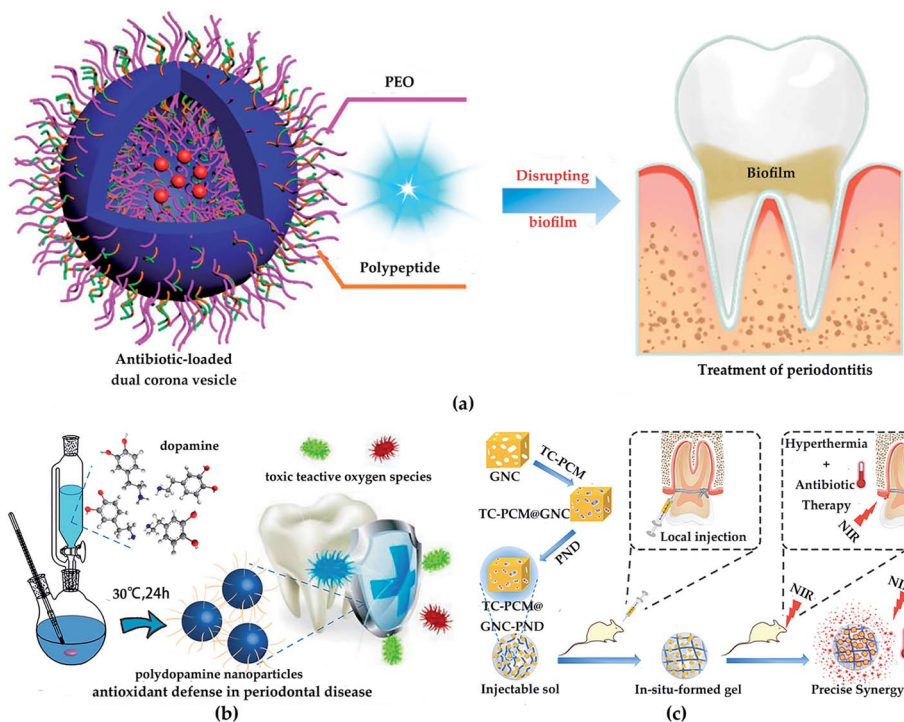 PEO
Disrupting
biofilm
Biofilm
Polypeptide
Antibiotic-loaded
dual corona vesicle
Treatment of periodontitis
(a)
dopamine
toxic teactive oxygen species
30℃,24h
polydopamine nanoparticles
antioxidant defense in periodontal disease
(b)
GNC
TC-PCM
TC-PCM@GNC
PND
TC-PCM@
GNC-PND
Injectable sol
Local injection
Hyperthermia
+
Antibiotic
Therapy
NIR
NIR
NI
In-situ-formed gel
Precise Synergy
(c)